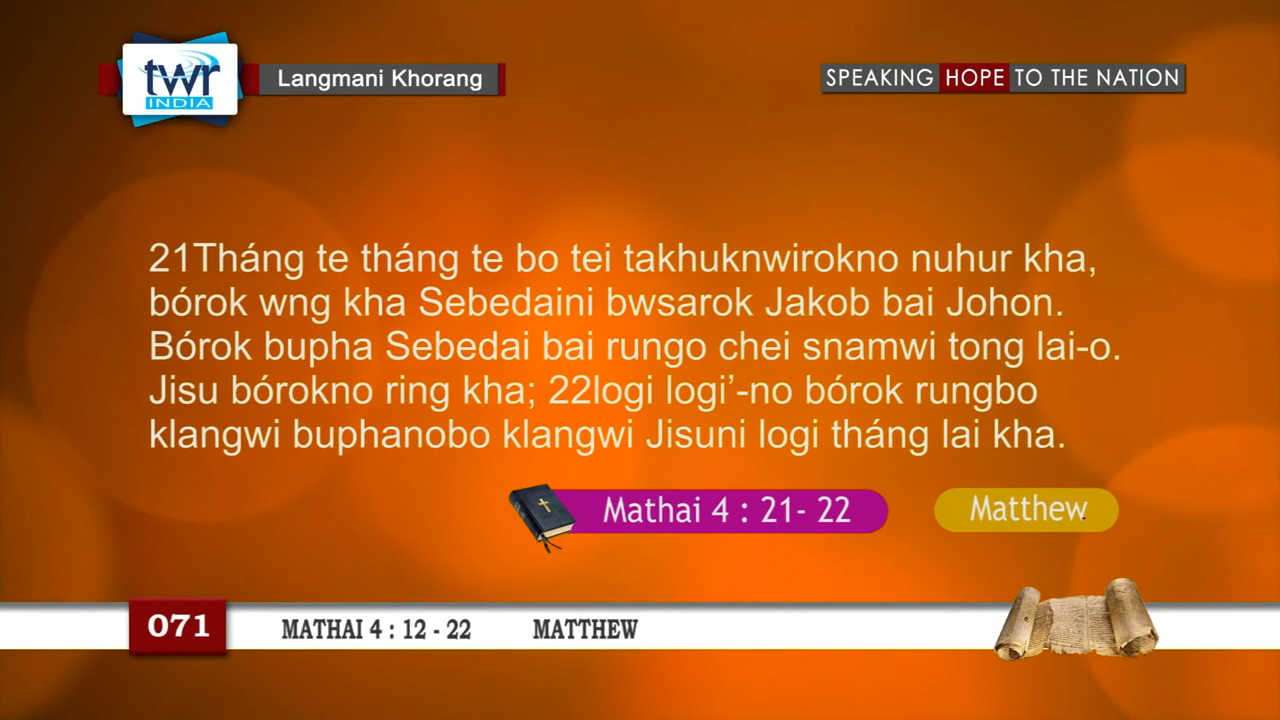 twr
INDIA
Langmani Khorang
SPEAKING HOPE TO THE NATION
21Tháng te tháng te bo tei takhuknwirokno nuhur kha,
bórok wng kha Sebedaini bwsarok Jakob bai Johon.
Bórok bupha Sebedai bai rungo chei snamwi tong lai-o.
Jisu bórokno ring kha; 22logi logi’-no bórok rungbo
klangwi buphanobo klangwi Jisuni logi tháng lai kha.
Mathai 4 : 21- 22
Matthew
071
MATHAI 4 : 12 - 22
MATTHEW